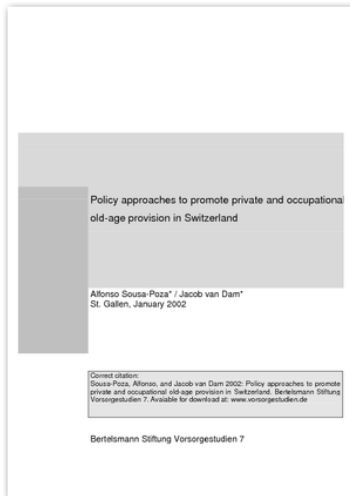 Policy approaches to promote private and occupational
old-age provision in Switzerland
Alfonso Sousa-Poza* / Jacob van Dam*
St. Gallen, January 2002
Correct citation:
Sousa-Poza, Alfonso, and Jacob van Dam 2002: Policy approaches to promote
private and occupational old-age provision in Switzerland. Bertelsmann Stiftung
Vorsorgestudien 7. Avaiable for download at: www.vorsorgestudien.de
Bertelsmann Stiftung Vorsorgestudien 7